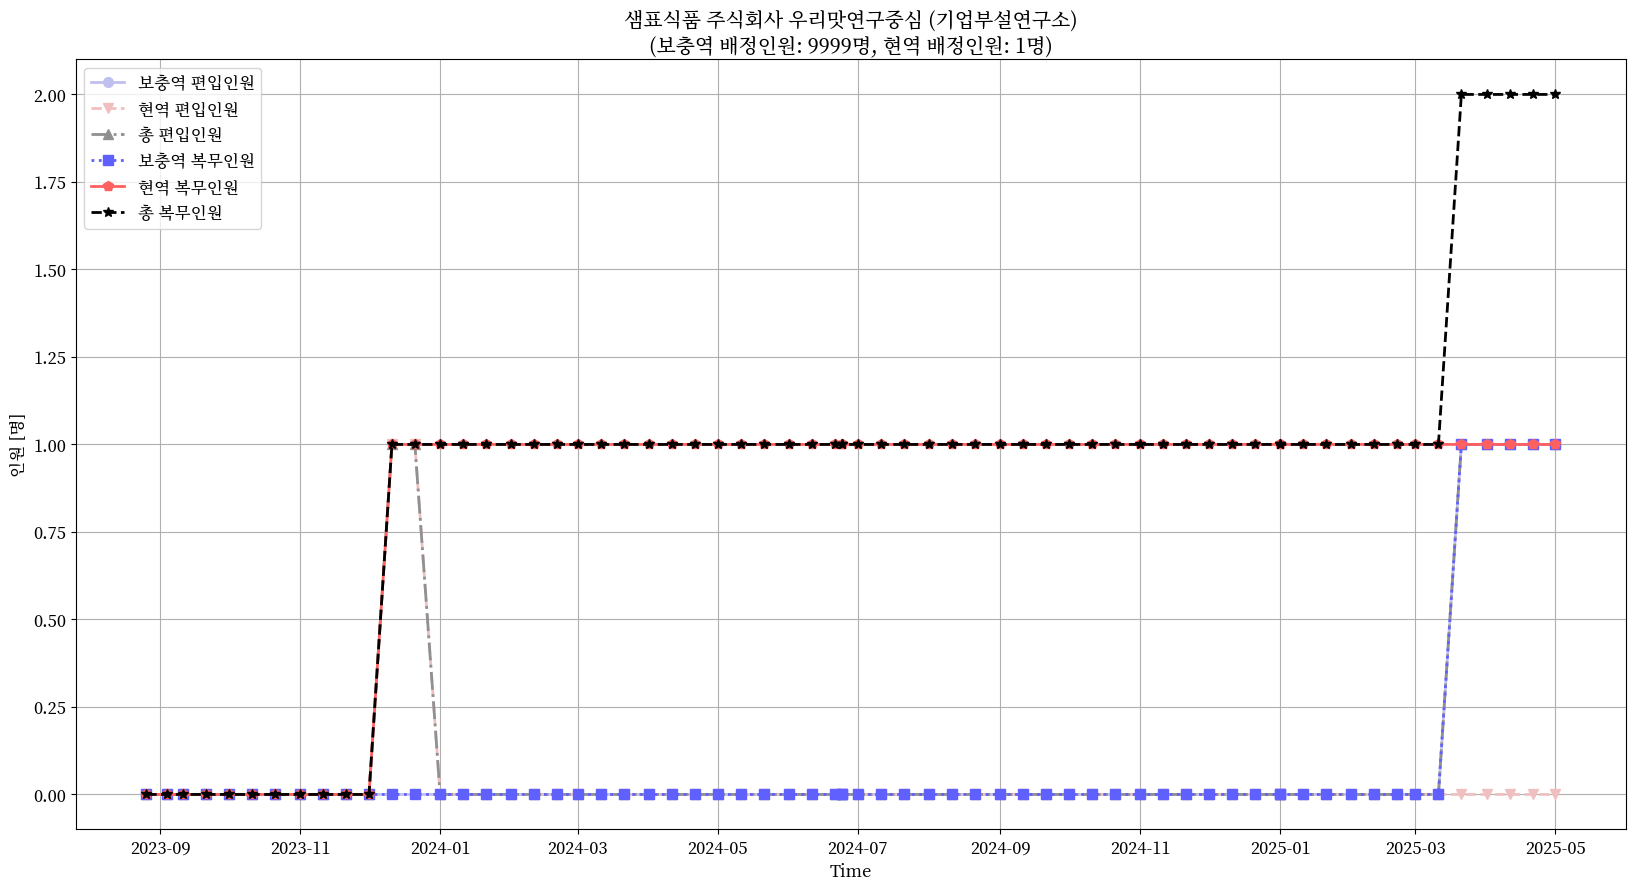 샘표식품 주식회사 우리맛연구중심 (기업부설연구소)
(보충역 배정인원: 9999명, 현역 배정인원: 1명)
보충역 편입인원
현역 편입인원
총 편입인원
보충역 복무인원
현역 복무인원
총 복무인원
2.00
1.75
1.50
1.25
1.00
0.75
0.50
0.25
0.00
인원 [명]
2023-09 2023-11 2024-01 2024-03 2024-05 2024-07 2024-09 2024-11 2025-01 2025-03 2025-05
Time